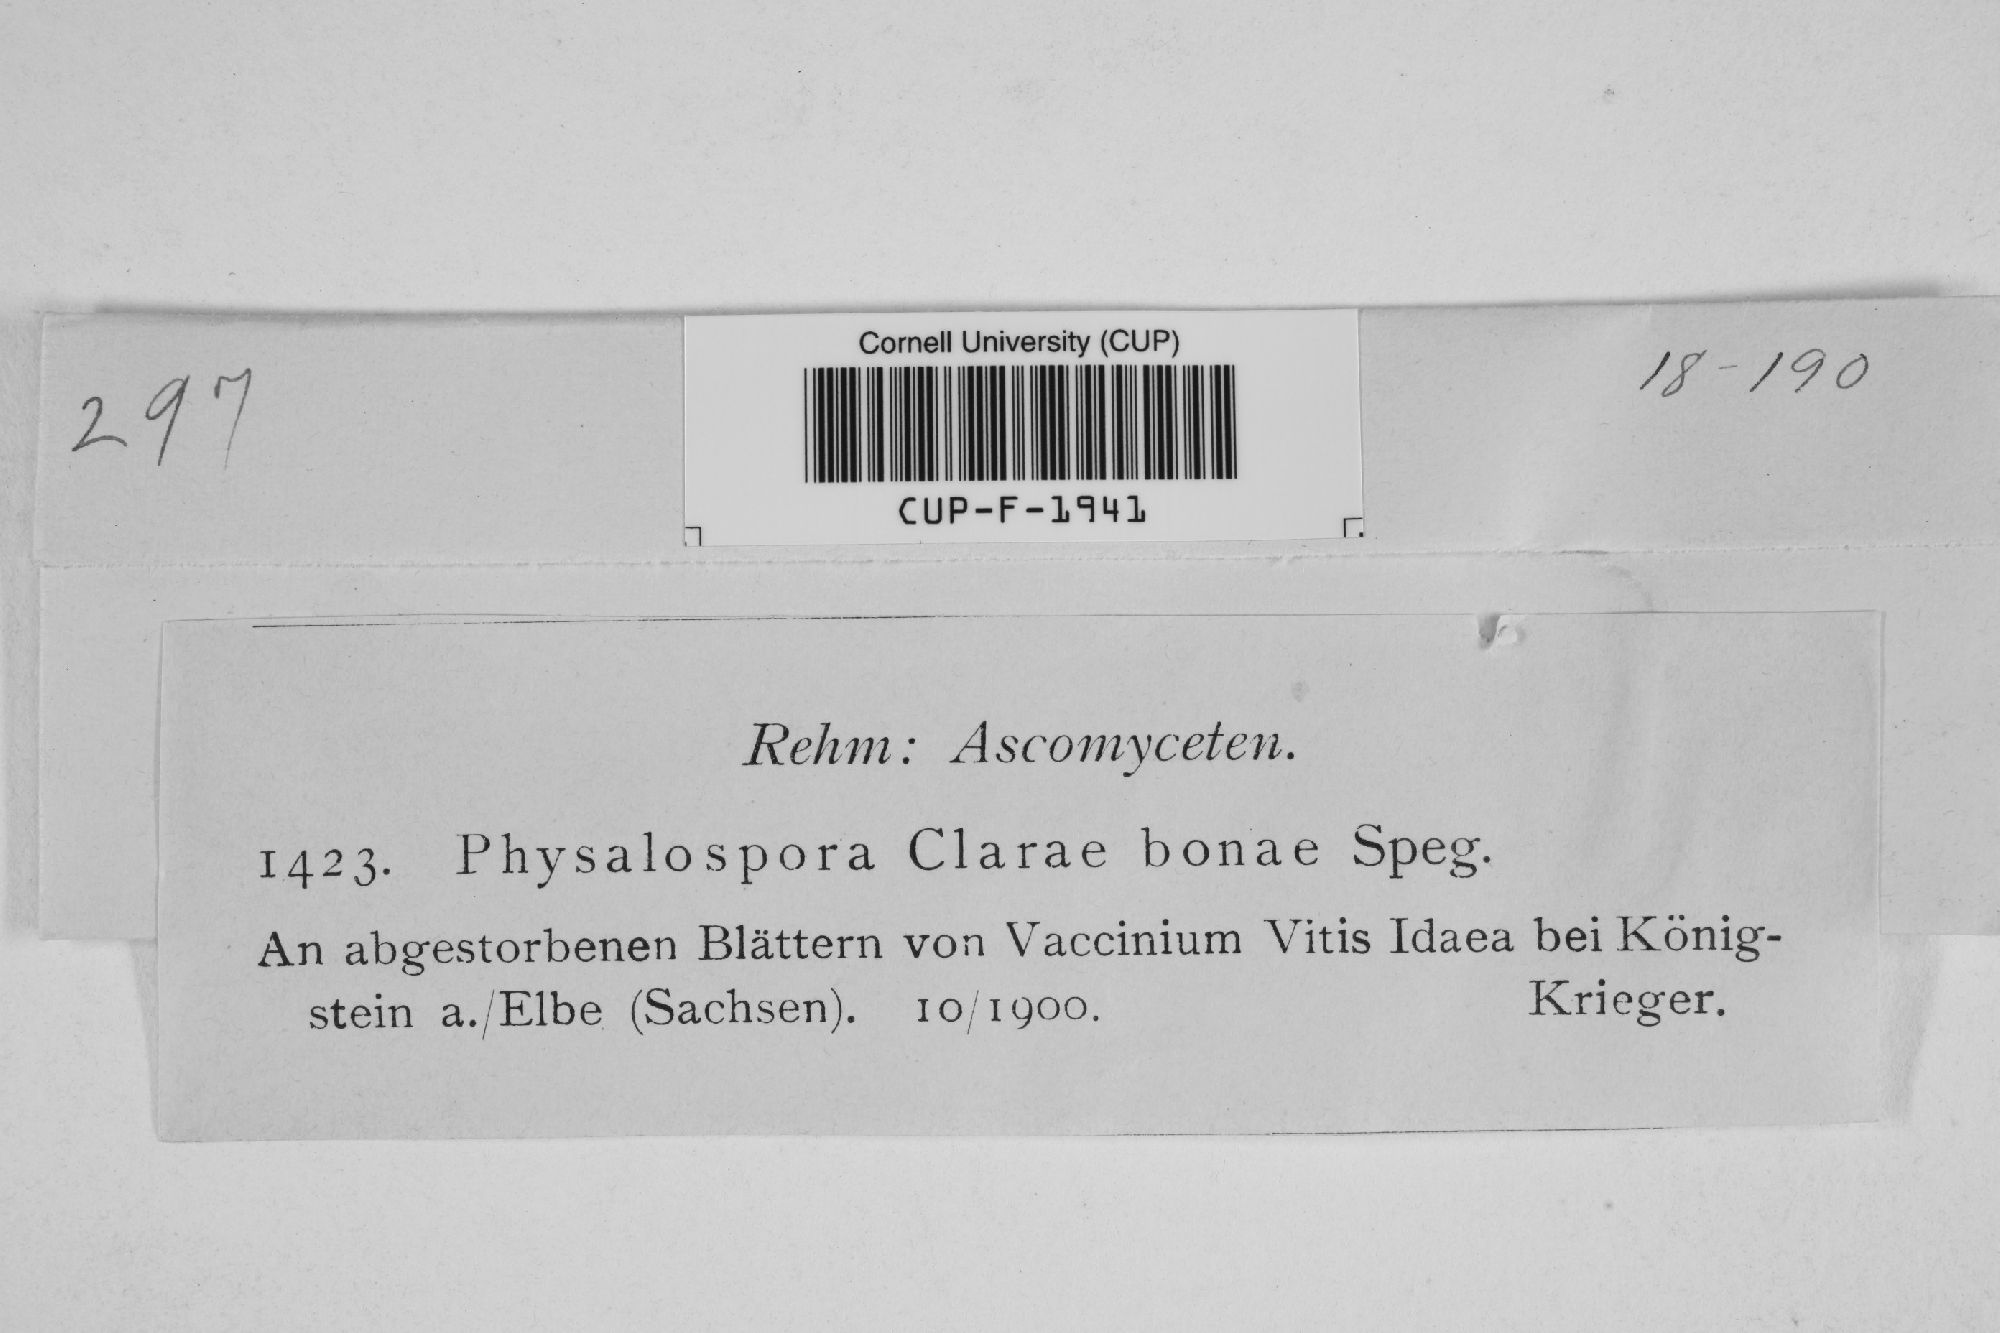 297
Cornell University (CUP)
CUP-F-1941
18-190
Rehm: Ascomyceten.
1423. Physalospora Clarae bonae Speg.
An abgestorbenen Blättern von Vaccinium Vitis Idaea bei König-
stein a./Elbe (Sachsen). 10/1900. Krieger.